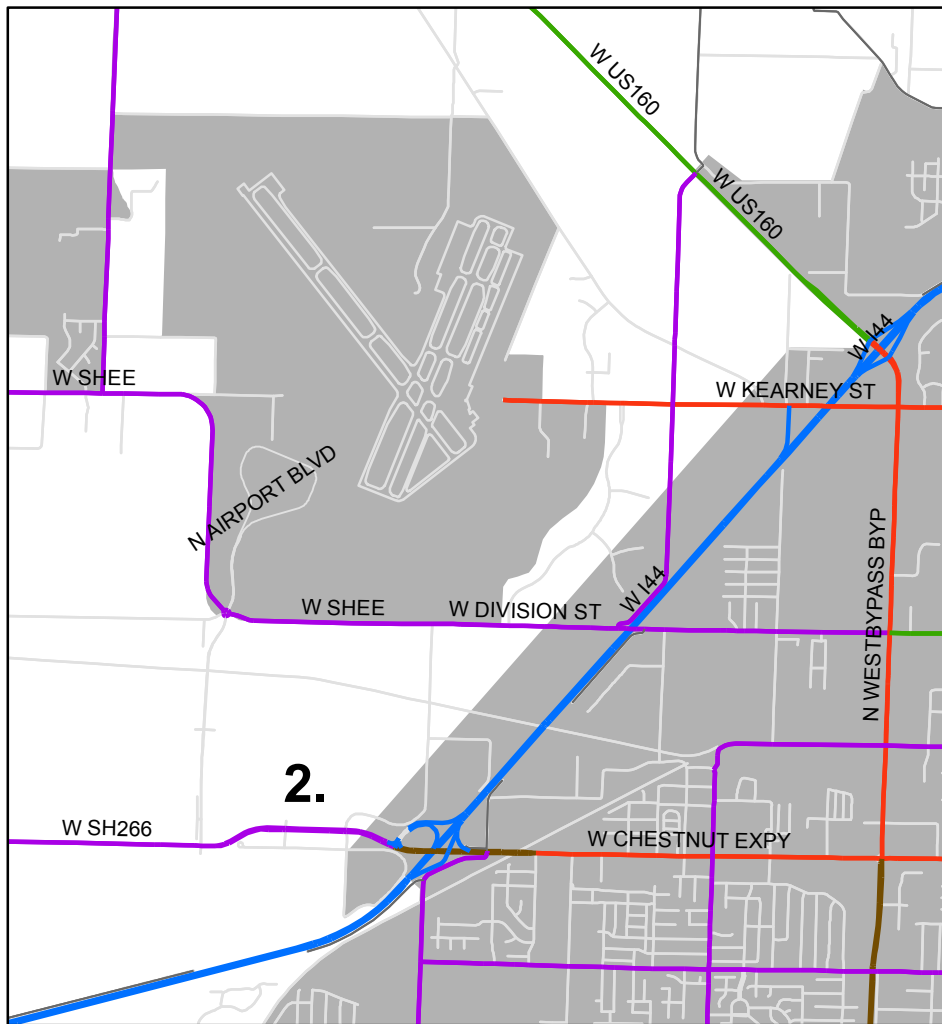 W US160
W US160
W I44
W SHEE
W KEARNEY ST
N AIRPORT BLVD
N WESTBYPASS BYP
W I44
W SHEE
W DIVISION ST
2.
W SH266
W CHESTNUT EXPY